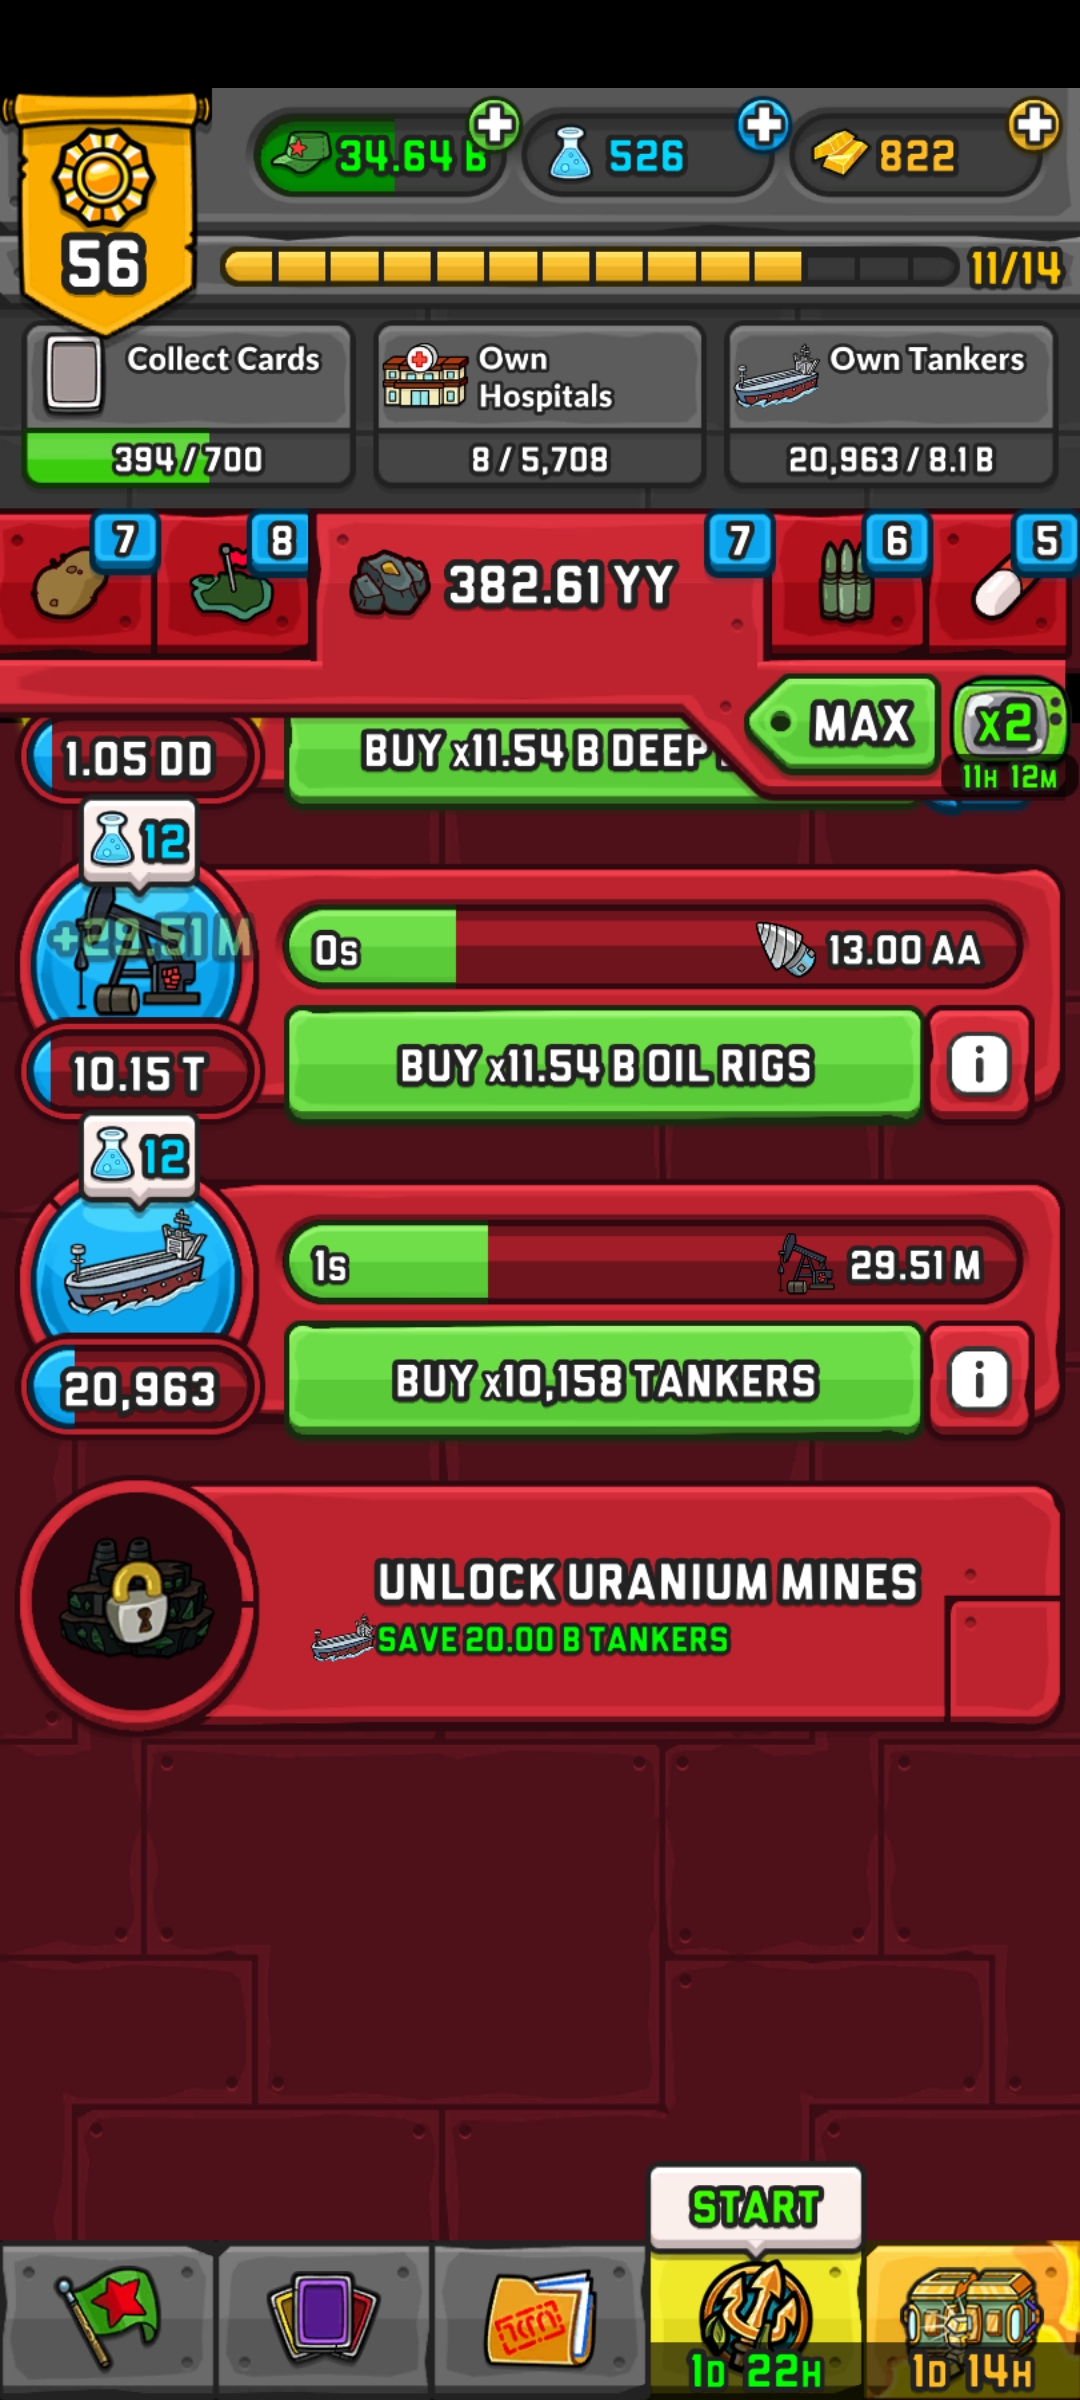 34.64 B
526
822
56
11/14
Collect Cards
394/700
Own
Hospitals
8/5,708
Own Tankers
20,963/8.1 B
7
8
382.61 YY
7
6
5
MAX
x2
11H 12M
1.05 DD
BUY x11.54 B DEEP
12
+29.51 M
0s
13.00 AA
10.15 T
BUY x11.54 B OIL RIGS
i
12
1s
29.51 M
20,963
BUY x10,158 TANKERS
i
UNLOCK URANIUM MINES
SAVE 20.00 B TANKERS
START
1D 22H
1D 14H